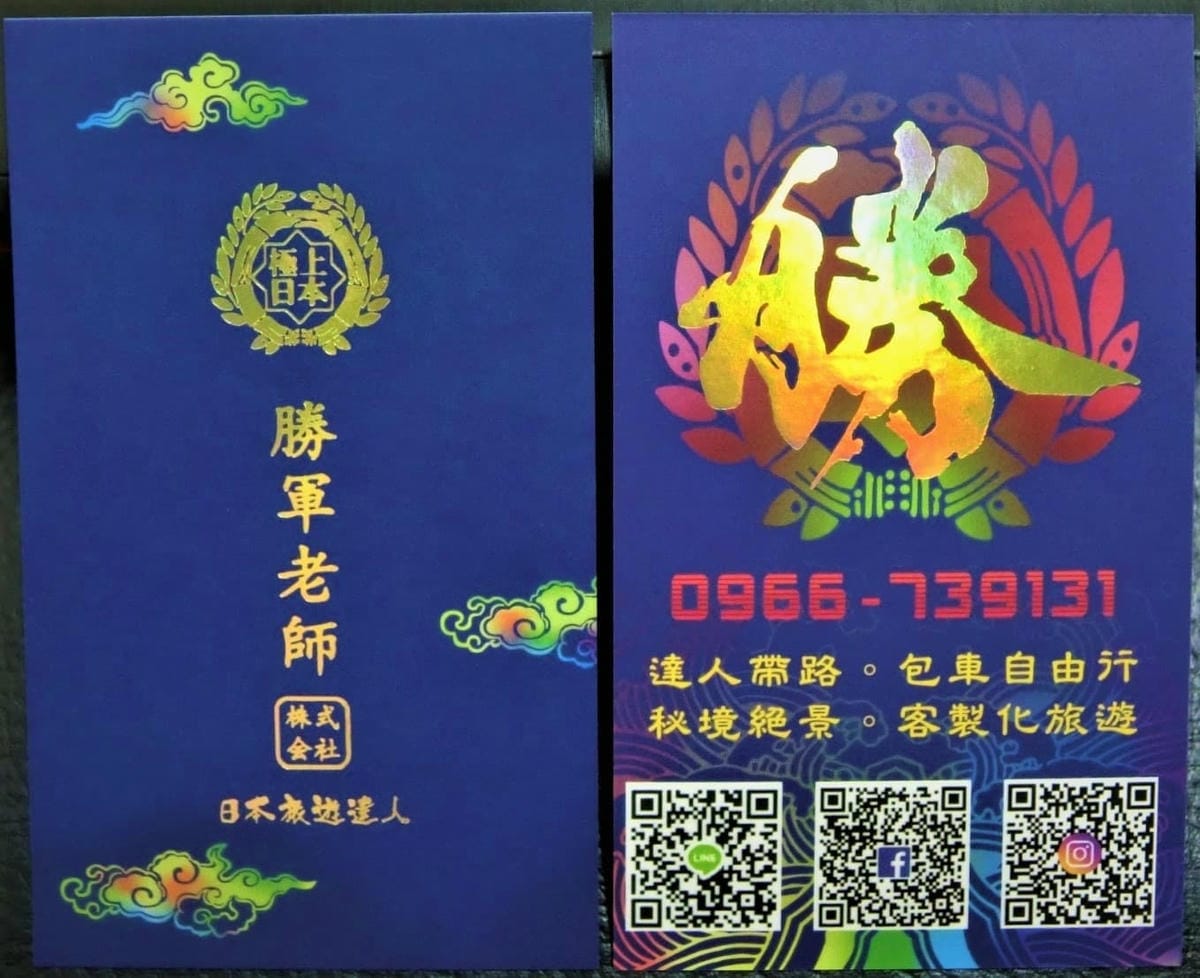 極上
日本
勝軍老師
株式
会社
日本旅遊達人
勝
0966-739131
達人帶路。包車自由行
秘境絕景。客製化旅遊
LINE